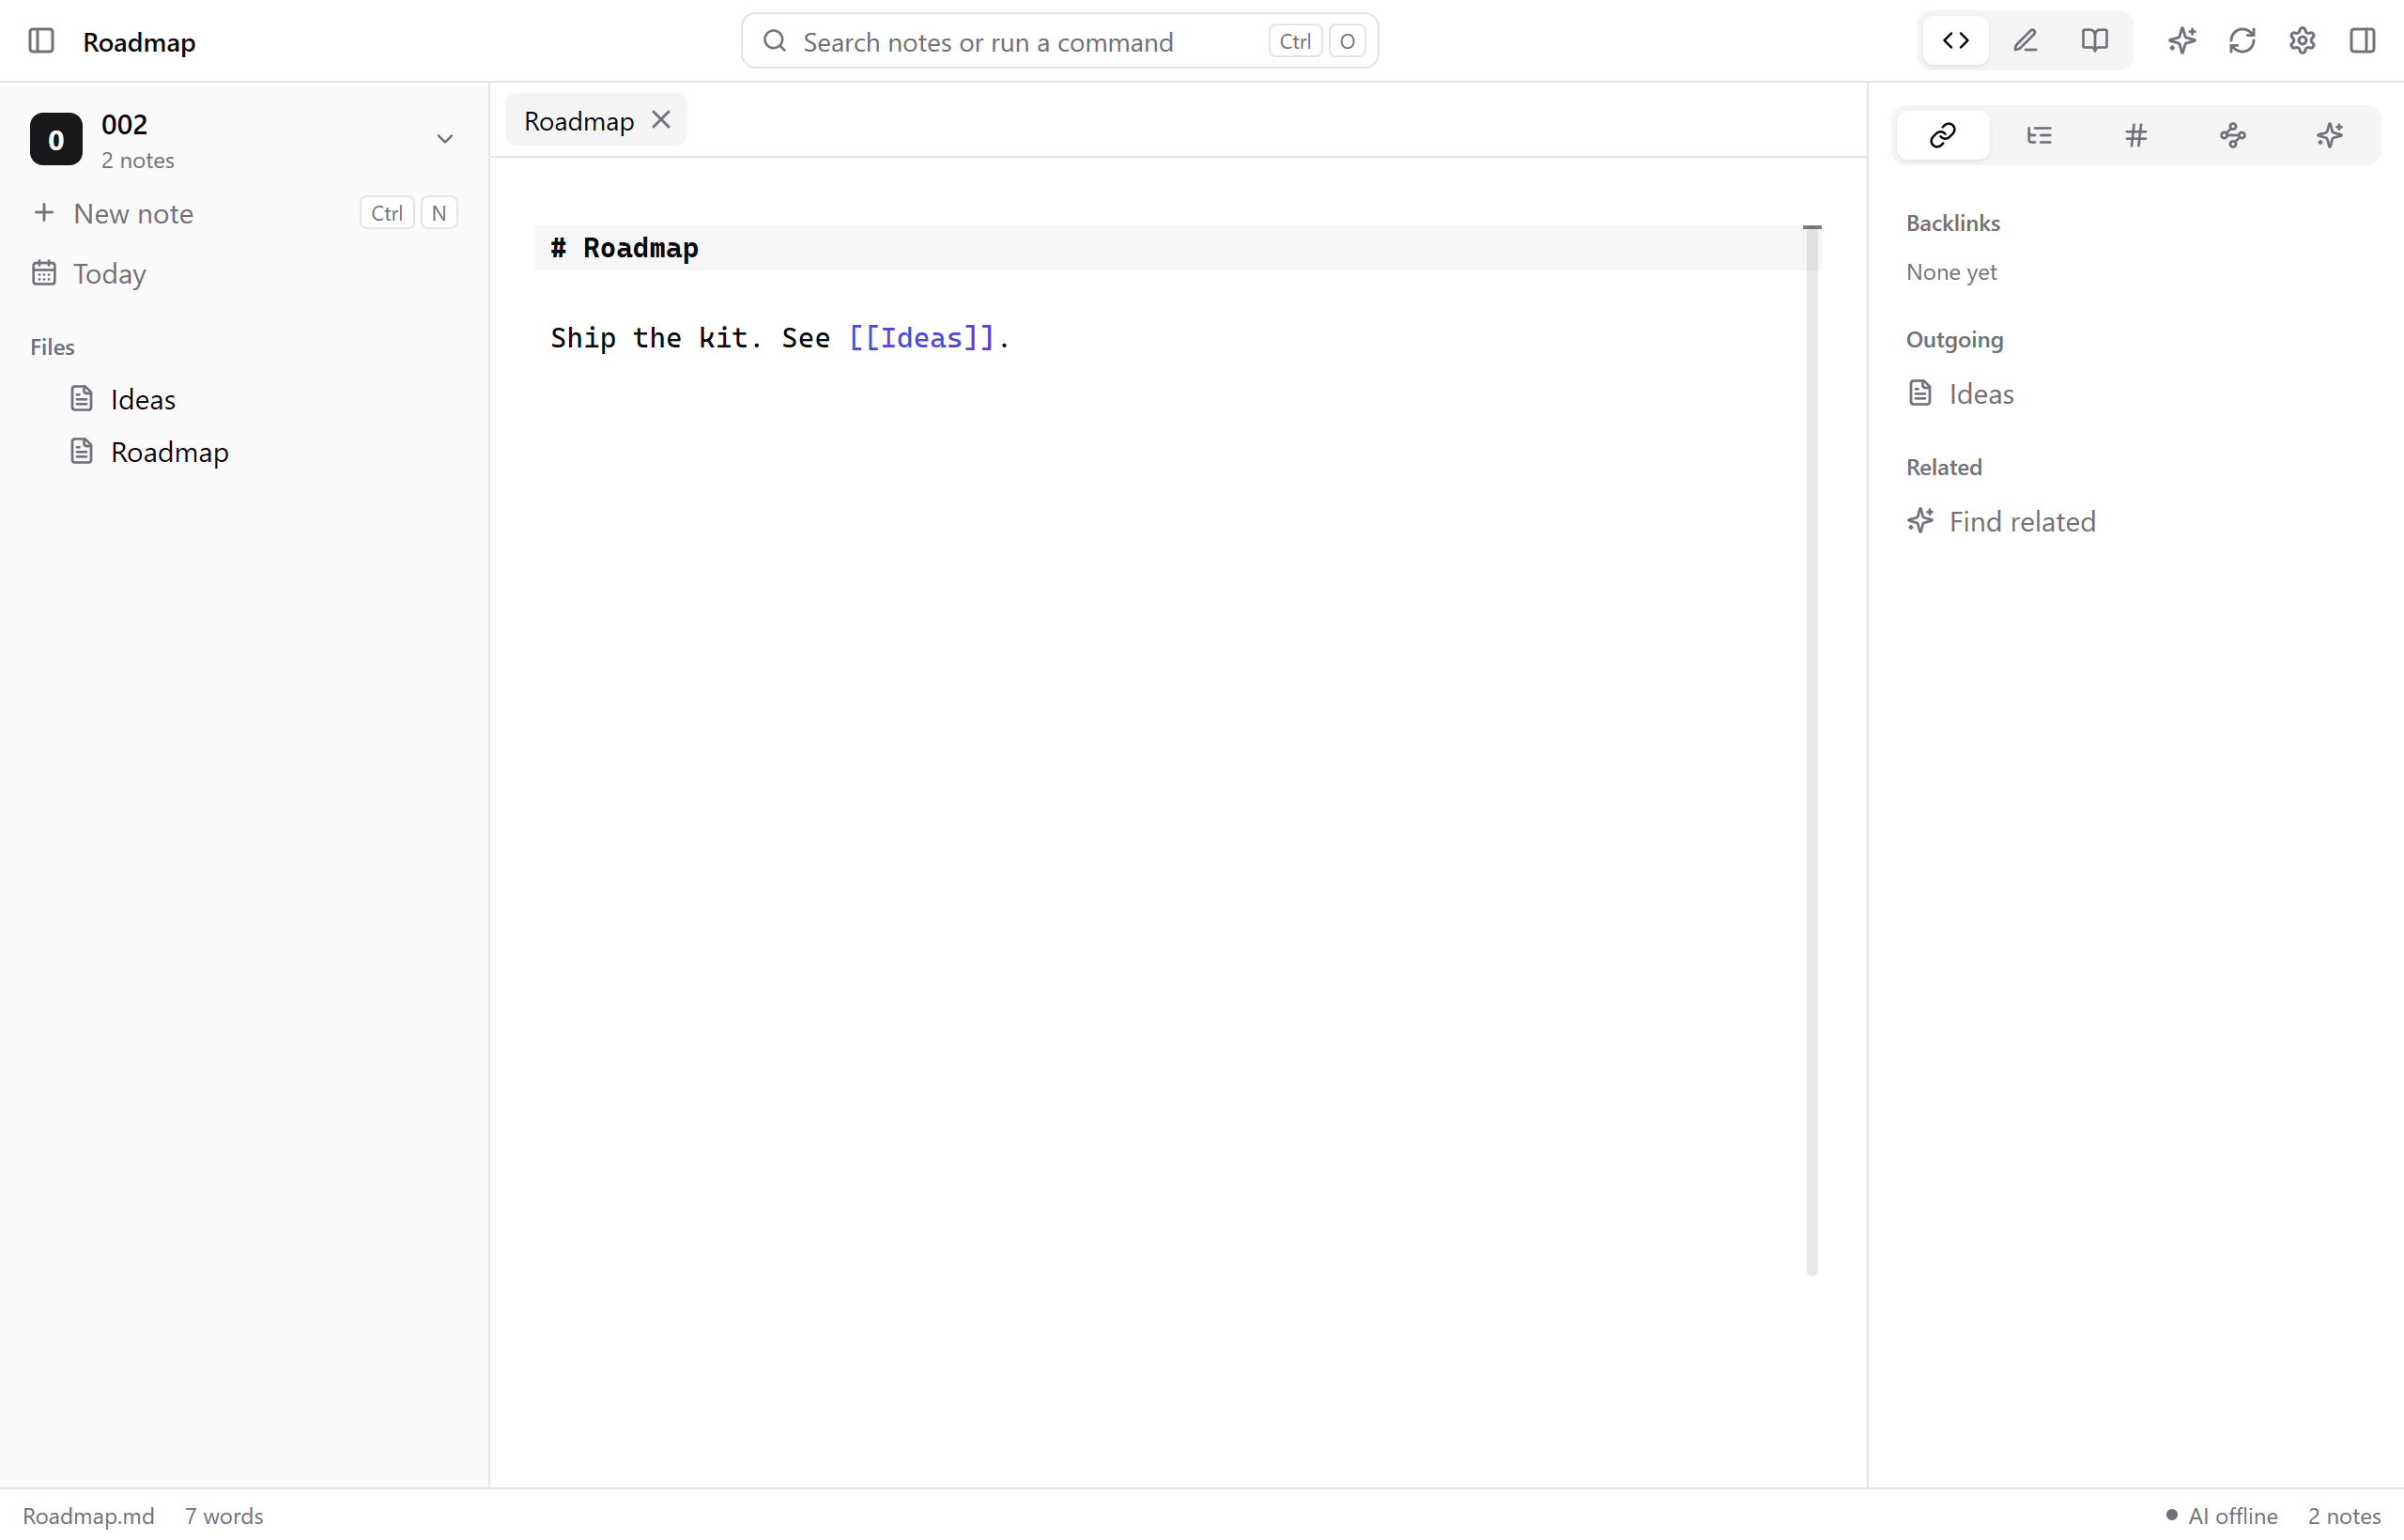 Roadmap
Search notes or run a command Ctrl O
0 002
2 notes
New note Ctrl N
Today
Files
Ideas
Roadmap
Roadmap
# Roadmap
Ship the kit. See [[Ideas]].
Backlinks
None yet
Outgoing
Ideas
Related
Find related
Roadmap.md 7 words
AI offline 2 notes